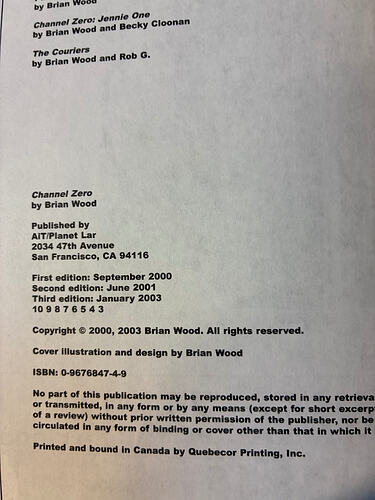 by Brian Wood
Channel Zero: Jennie One
by Brian Wood and Becky Cloonan
The Couriers
by Brian Wood and Rob G.
Channel Zero
by Brian Wood
Published by
AiT/Planet Lar
2034 47th Avenue
San Francisco, CA 94116
First edition: September 2000
Second edition: June 2001
Third edition: January 2003
10 9 8 7 6 5 4 3
Copyright © 2000, 2003 Brian Wood. All rights reserved.
Cover illustration and design by Brian Wood
ISBN: 0-9676847-4-9
No part of this publication may be reproduced, stored in any retrieva
or transmitted, in any form or by any means (except for short excerp
of a review) without prior written permission of the publisher, nor be
circulated in any form of binding or cover other than that in which it
Printed and bound in Canada by Quebecor Printing, Inc.